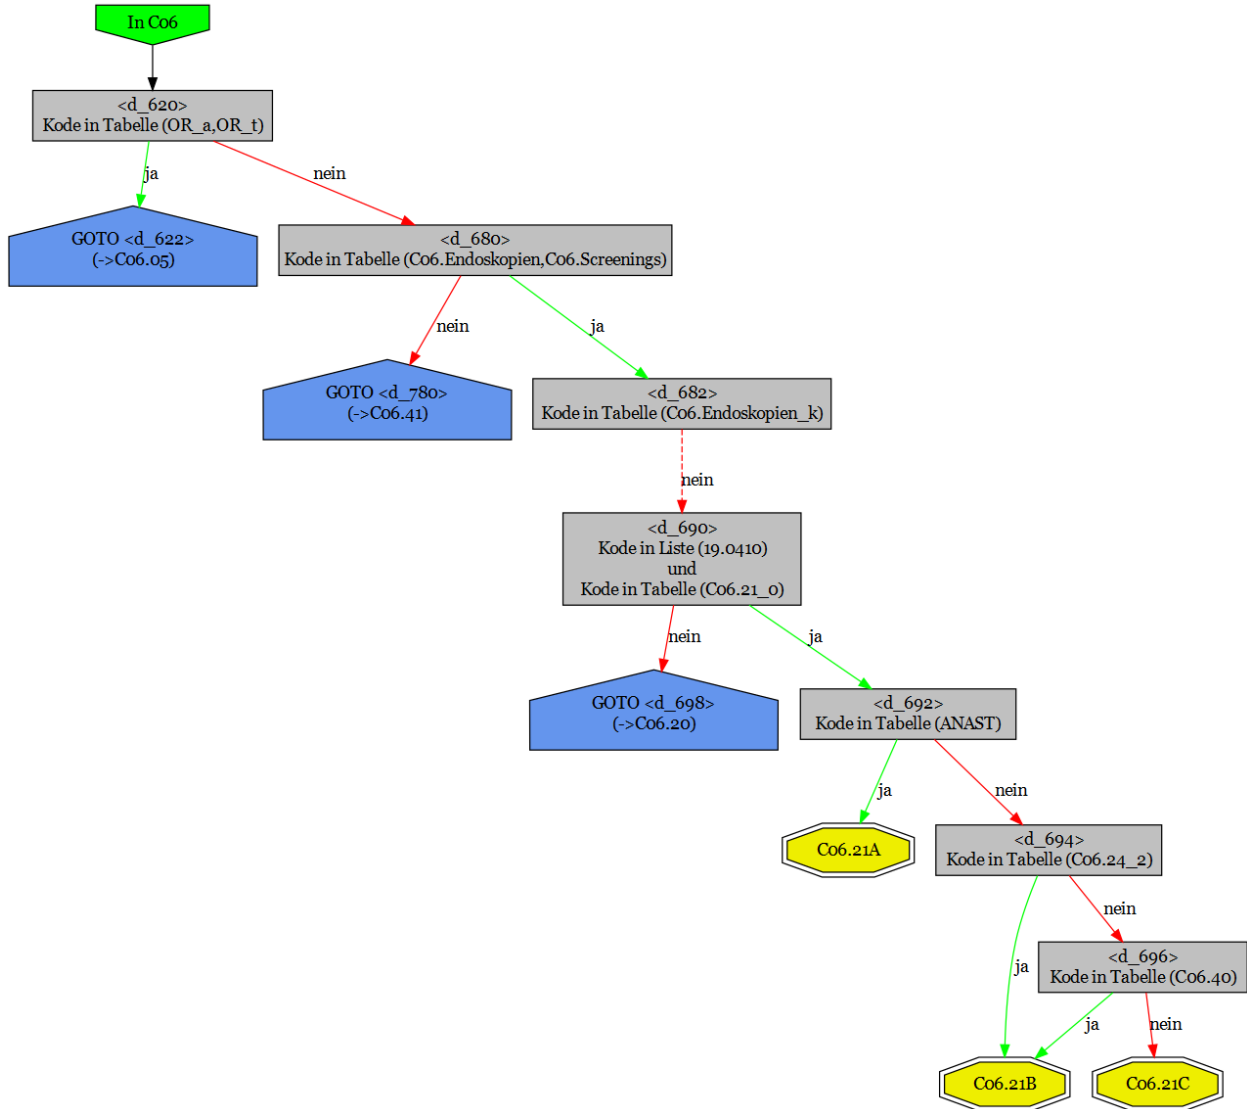 In C06
<d_620>
Kode in Tabelle (OR_a,OR_t)
ja
nein
GOTO <d_622>
(->C06.05)
<d_680>
Kode in Tabelle (C06.Endoskopien,C06.Screenings)
nein
ja
GOTO <d_780>
(->C06.41)
<d_682>
Kode in Tabelle (C06.Endoskopien_k)
nein
<d_690>
Kode in Liste (19.0410)
und
Kode in Tabelle (C06.21_0)
nein
ja
GOTO <d_698>
(->C06.20)
<d_692>
Kode in Tabelle (ANAST)
ja
nein
C06.21A
<d_694>
Kode in Tabelle (C06.24_2)
nein
ja
<d_696>
Kode in Tabelle (C06.40)
ja
nein
C06.21B
C06.21C